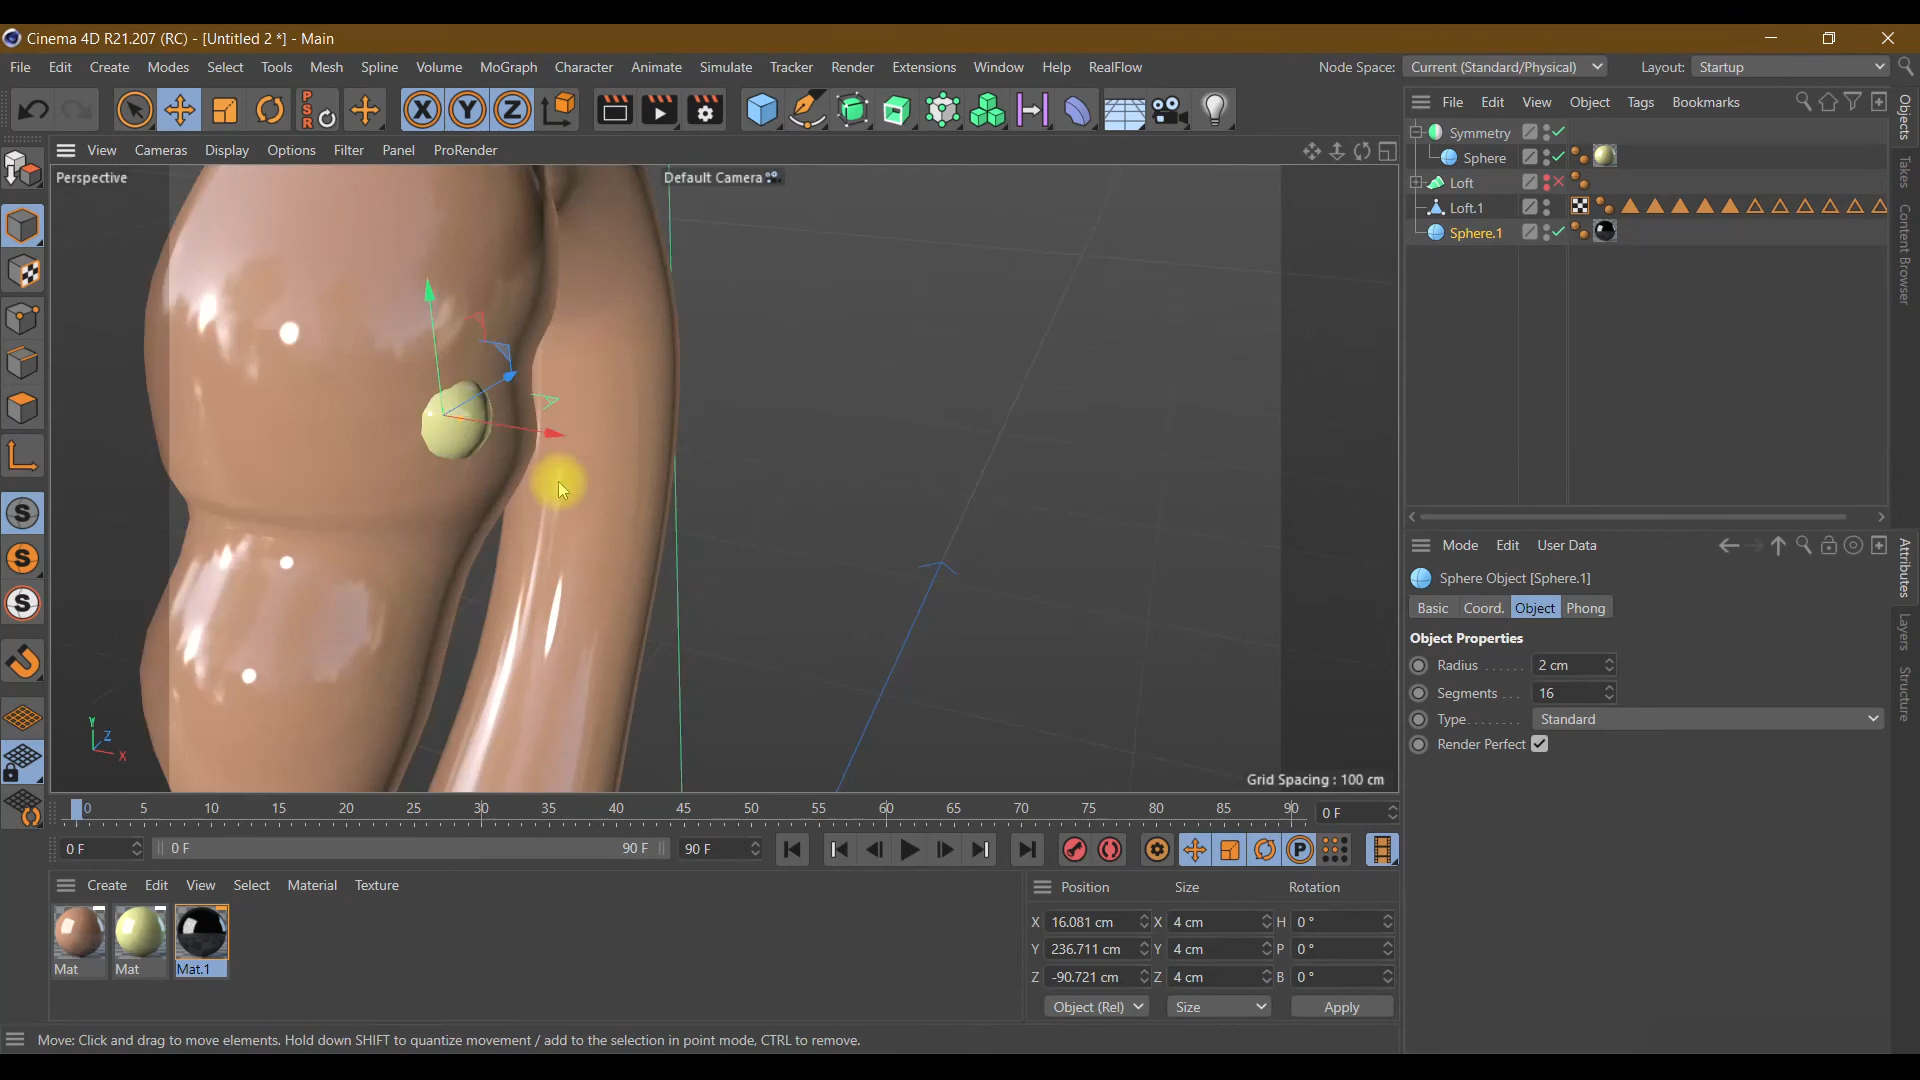 Cinema 4D R21.207 (RC) - [Untitled 2 *] - Main
File Edit Create Modes Select Tools Mesh Spline Volume MoGraph Character Animate Simulate Tracker Render Extensions Window Help RealFlow
Node Space: Current (Standard/Physical) Layout: Startup
X Y Z
PSR
File Edit View Object Tags Bookmarks
View Cameras Display Options Filter Panel ProRender
Perspective
Default Camera
Symmetry
Sphere
Loft
Loft.1
Sphere.1
Objects
Takes
Content Browser
S
S
S
Y
Z
X
Grid Spacing : 100 cm
Mode Edit User Data
Sphere Object [Sphere.1]
Basic Coord. Object Phong
Object Properties
Radius ...... 2 cm
Segments ... 16
Type........ Standard
Render Perfect
Attributes
Layers
Structure
0 5 10 15 20 25 30 35 40 45 50 55 60 65 70 75 80 85 90 0 F
0 F 0 F 90 F 90 F
P
Create Edit View Select Material Texture
Mat Mat Mat.1
Position Size Rotation
X 16.081 cm X 4 cm H 0 °
Y 236.711 cm Y 4 cm P 0 °
Z -90.721 cm Z 4 cm B 0 °
Object (Rel) Size Apply
Move: Click and drag to move elements. Hold down SHIFT to quantize movement / add to the selection in point mode, CTRL to remove.